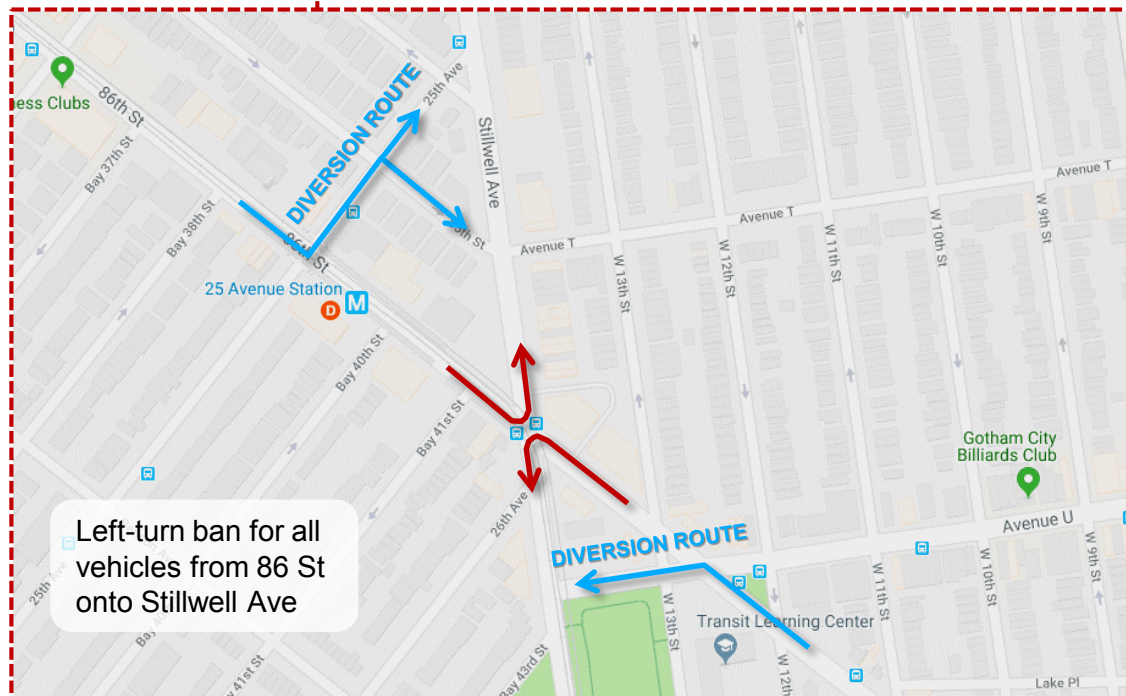 ness Clubs
86th St
Bay 37th St
Bay 38th St
DIVERSION ROUTE
25th Ave
Stillwell Ave
86th St
25 Avenue Station
M
D
Bay 40th St
Bay 41st St
Avenue T
Avenue T
Avenue T
W 13th St
W 12th St
W 11th St
W 10th St
W 9th St
26th Ave
Gotham City
Billiards Club
Avenue U
DIVERSION ROUTE
Left-turn ban for all
vehicles from 86 St
onto Stillwell Ave
25th Ave
41st St
Bay 43rd St
W 13th St
Transit Learning Center
W 12th
W 11th St
W 10th St
W 9th St
Lake Pl